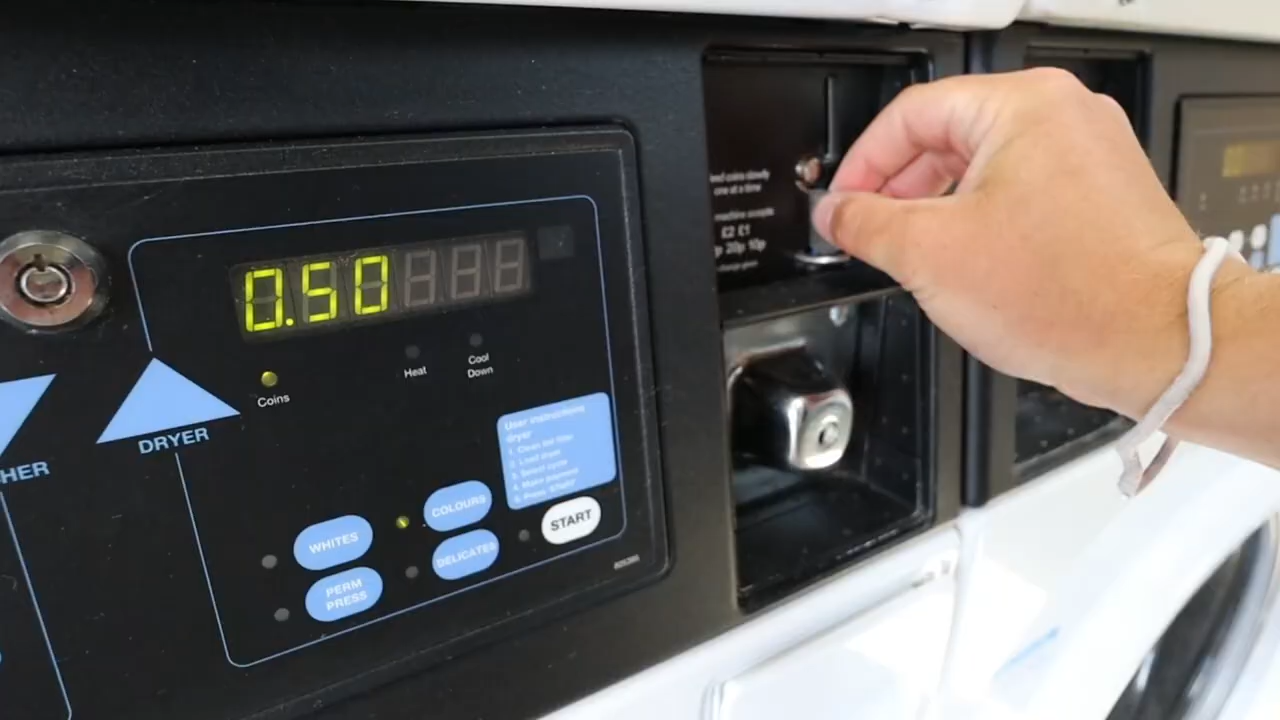 0.50
Coins
Heat
Cool
Down
DRYER
HER
User instructions
dryer
1. Clean lint filter
2. Load dryer
3. Select cycle
4. Make payment
5. Press 'START'
WHITES
COLOURS
PERM
PRESS
DELICATES
START
coins slowly
one at a time
machine accepts
£2 £1
20p 10p
change given